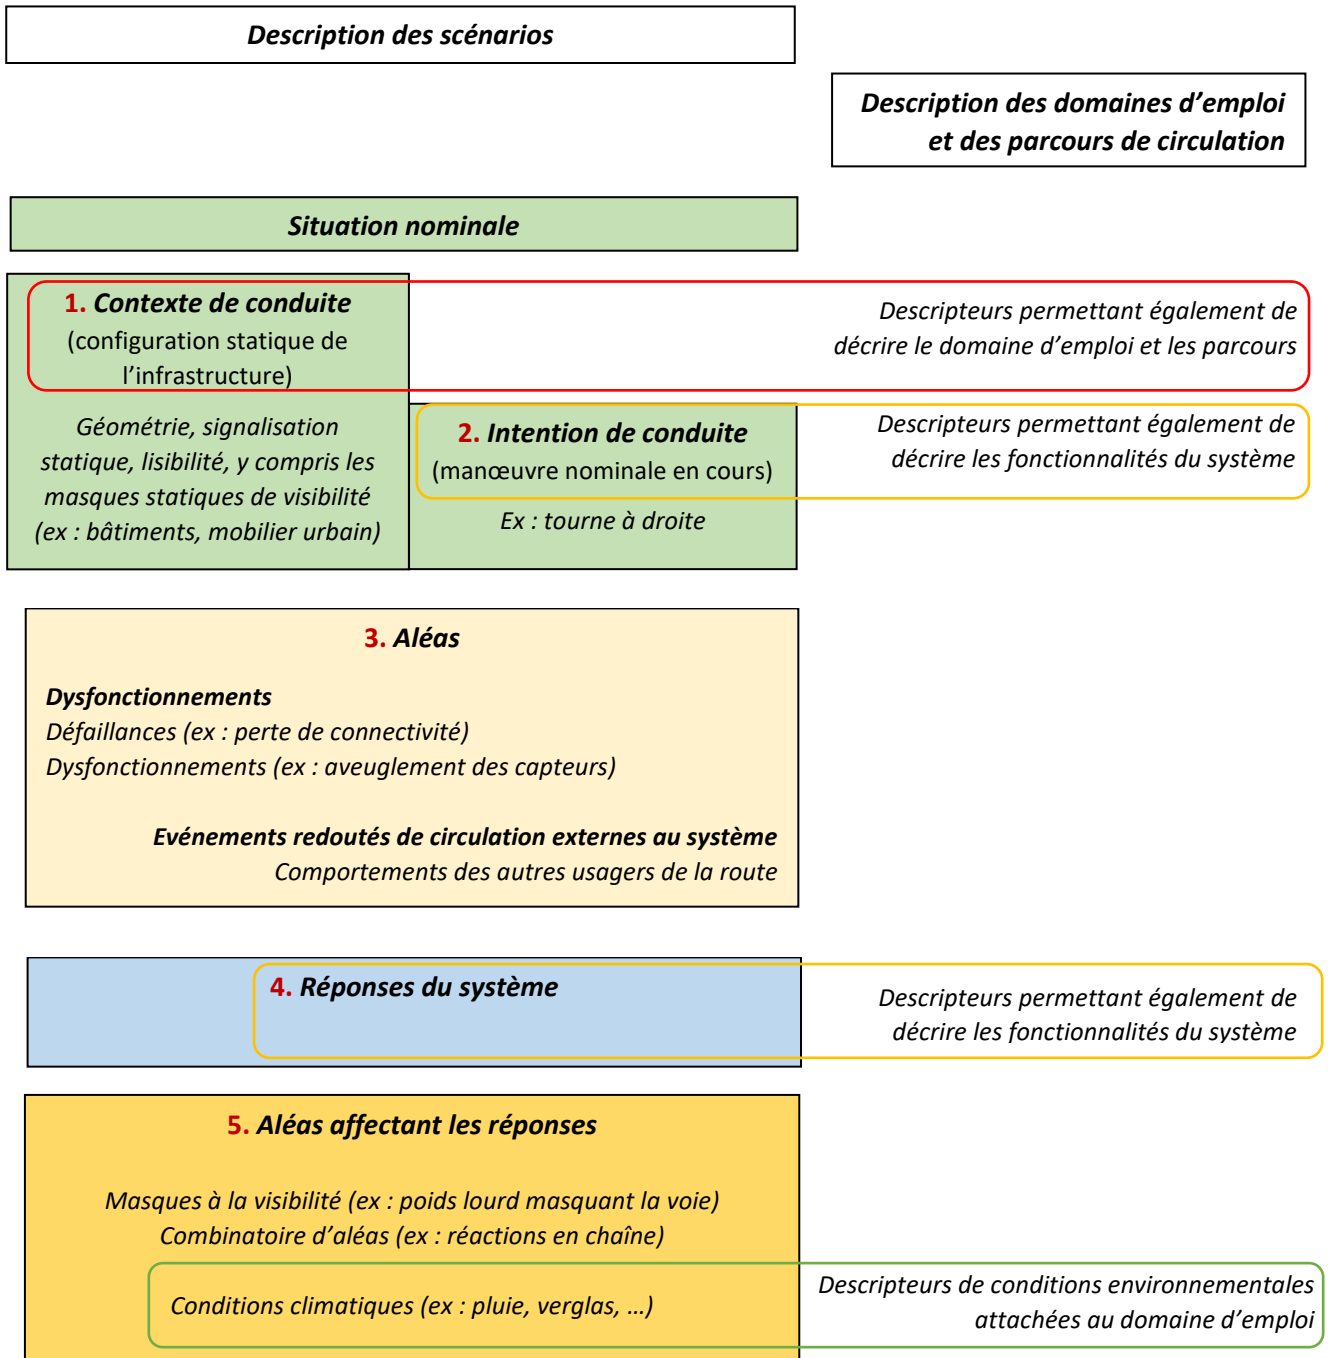 Description des scénarios
Description des domaines d’emploi
et des parcours de circulation
Situation nominale
1. Contexte de conduite
(configuration statique de
l’infrastructure)
Géométrie, signalisation
statique, lisibilité, y compris les
masques statiques de visibilité
(ex : bâtiments, mobilier urbain)
Descripteurs permettant également de
décrire le domaine d’emploi et les parcours
2. Intention de conduite
(manœuvre nominale en cours)
Ex : tourne à droite
Descripteurs permettant également de
décrire les fonctionnalités du système
3. Aléas
Dysfonctionnements
Défaillances (ex : perte de connectivité)
Dysfonctionnements (ex : aveuglement des capteurs)
Evénements redoutés de circulation externes au système
Comportements des autres usagers de la route
4. Réponses du système
Descripteurs permettant également de
décrire les fonctionnalités du système
5. Aléas affectant les réponses
Masques à la visibilité (ex : poids lourd masquant la voie)
Combinatoire d’aléas (ex : réactions en chaîne)
Conditions climatiques (ex : pluie, verglas, …)
Descripteurs de conditions environnementales
attachées au domaine d’emploi